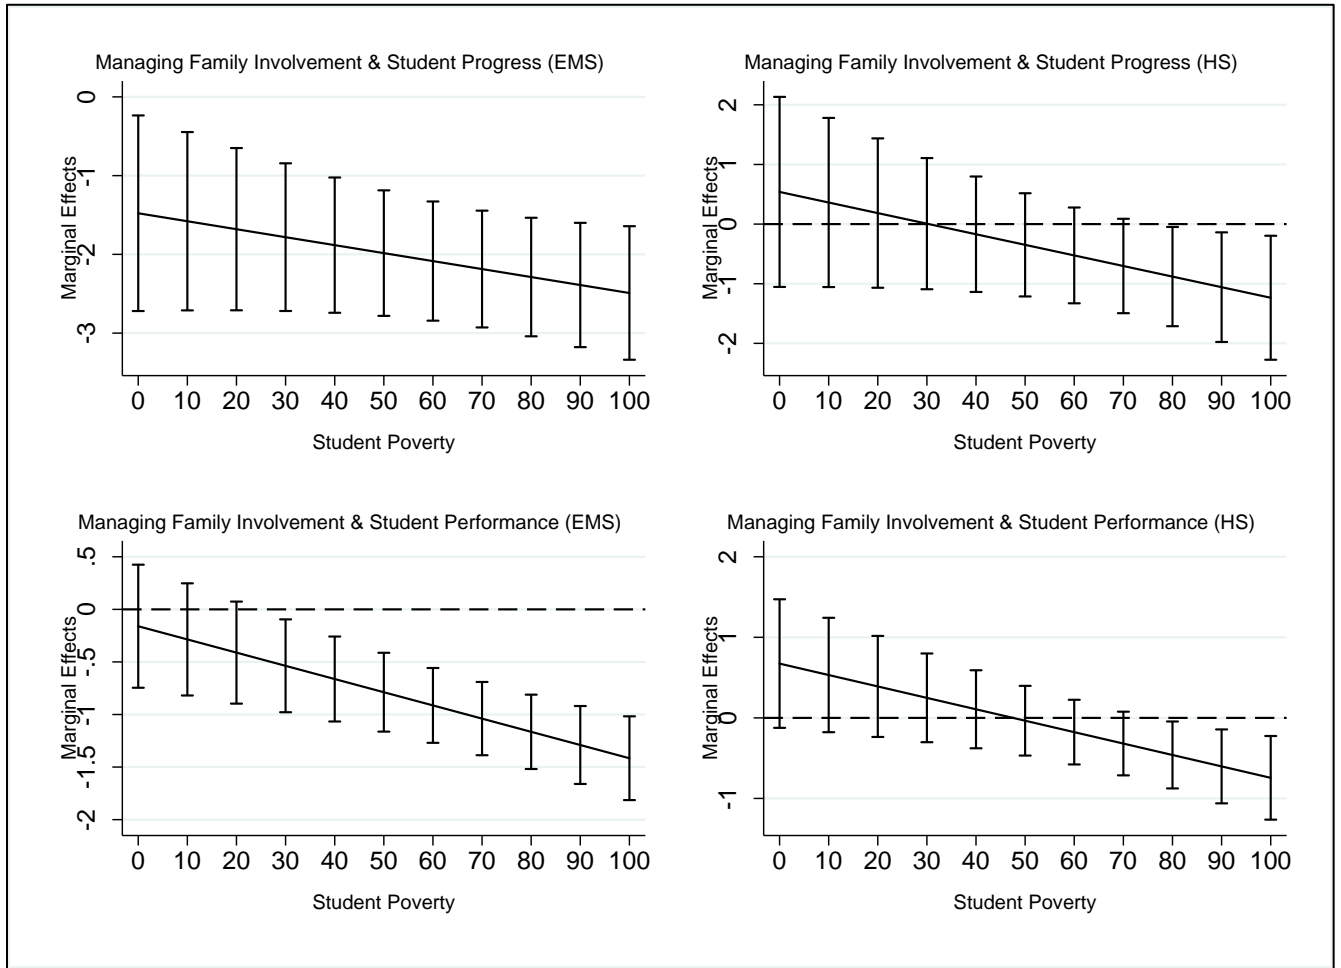 Managing Family Involvement & Student Progress (EMS)
Marginal Effects
0
-1
-2
-3
0 10 20 30 40 50 60 70 80 90 100
Student Poverty
Managing Family Involvement & Student Progress (HS)
Marginal Effects
2
1
0
-1
-2
0 10 20 30 40 50 60 70 80 90 100
Student Poverty
Managing Family Involvement & Student Performance (EMS)
Marginal Effects
.5
0
-.5
-1
-1.5
-2
0 10 20 30 40 50 60 70 80 90 100
Student Poverty
Managing Family Involvement & Student Performance (HS)
Marginal Effects
2
1
0
-1
0 10 20 30 40 50 60 70 80 90 100
Student Poverty